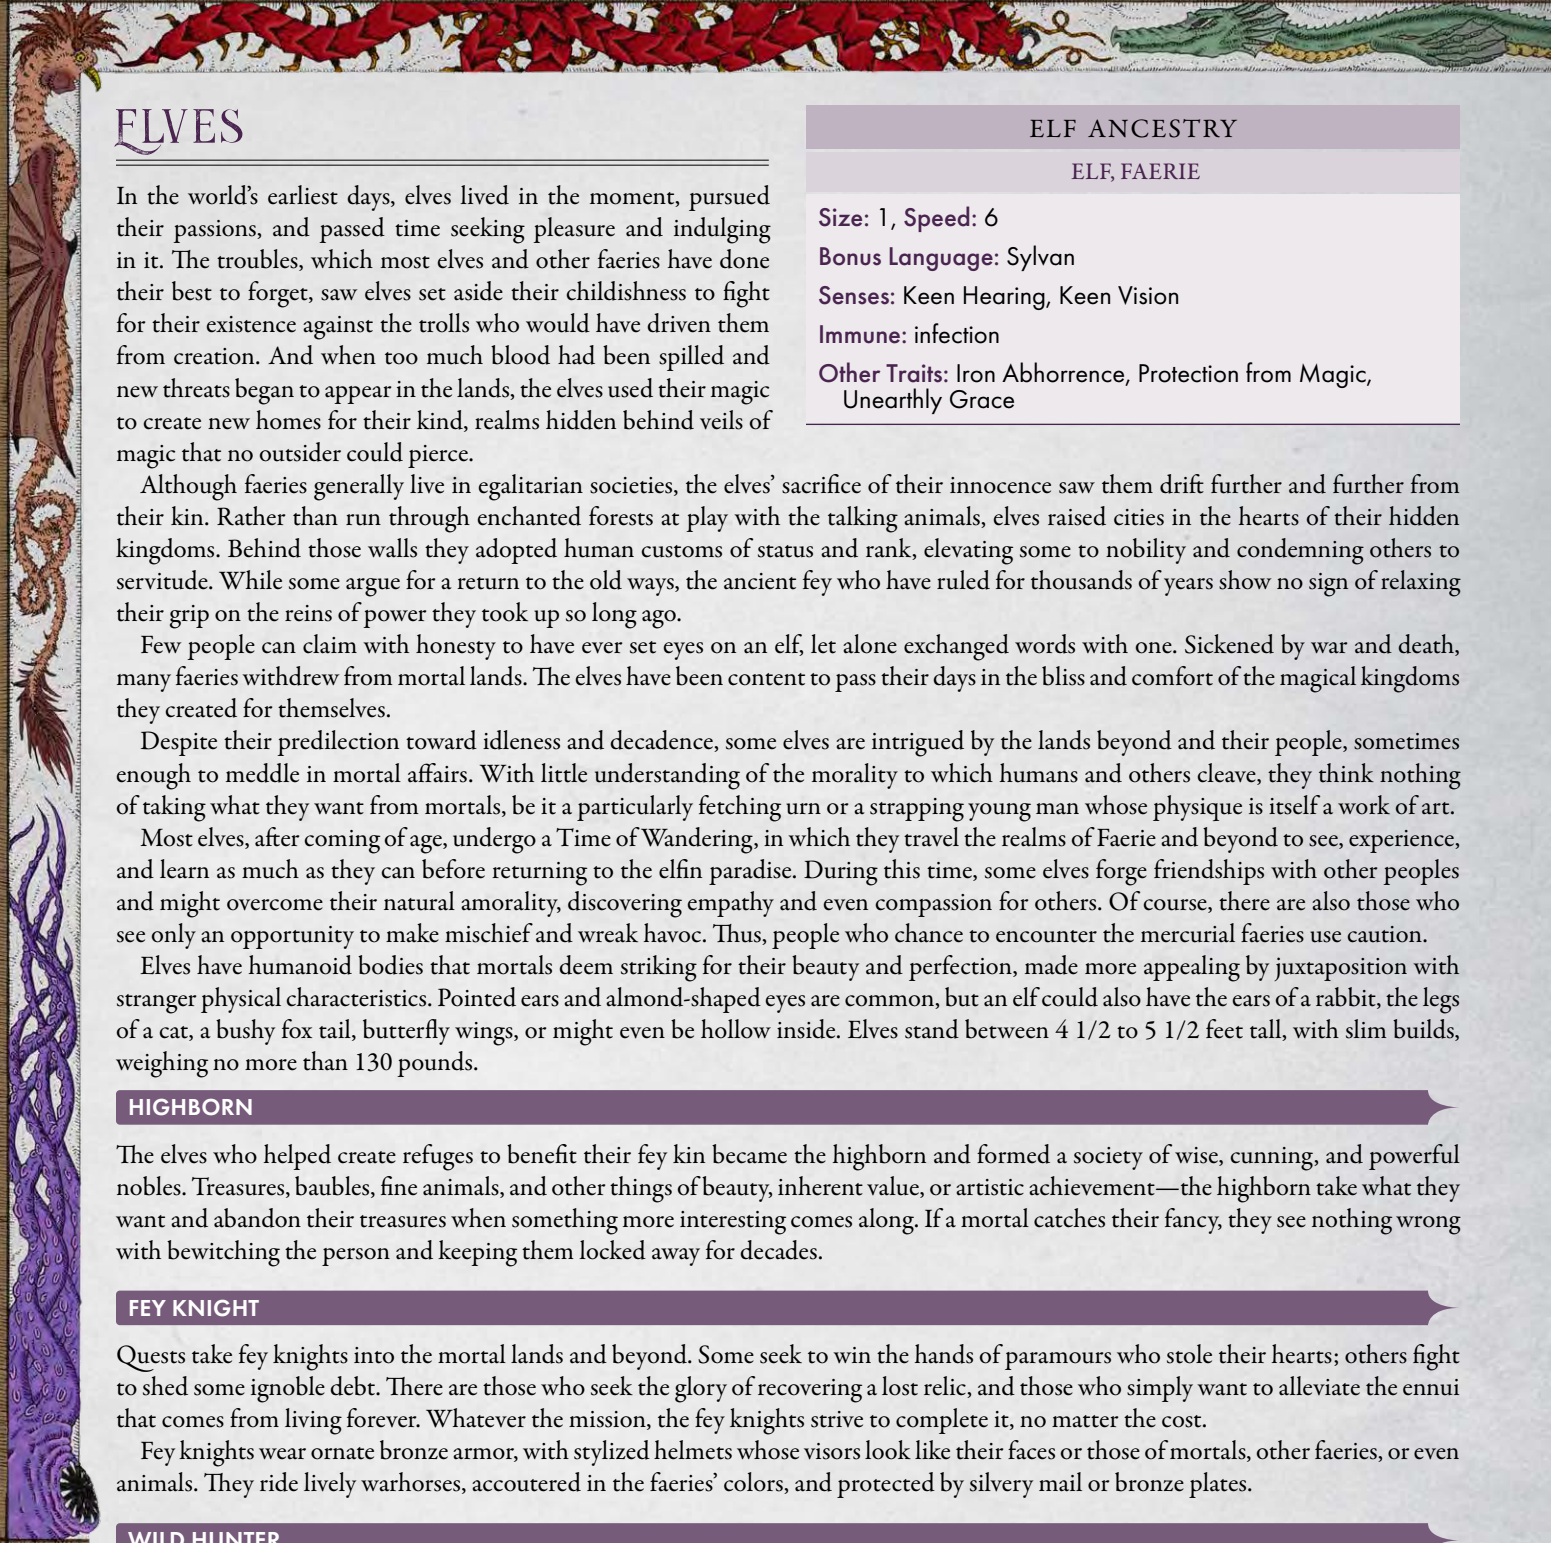 ELVES
In the world’s earliest days, elves lived in the moment, pursued
their passions, and passed time seeking pleasure and indulging
in it. The troubles, which most elves and other faeries have done
their best to forget, saw elves set aside their childishness to fight
for their existence against the trolls who would have driven them
from creation. And when too much blood had been spilled and
new threats began to appear in the lands, the elves used their magic
to create new homes for their kind, realms hidden behind veils of
magic that no outsider could pierce.
ELF ANCESTRY
ELF, FAERIE
Size: 1, Speed: 6
Bonus Language: Sylvan
Senses: Keen Hearing, Keen Vision
Immune: infection
Other Traits: Iron Abhorrence, Protection from Magic,
Unearthly Grace
Although faeries generally live in egalitarian societies, the elves’ sacrifice of their innocence saw them drift further and further from
their kin. Rather than run through enchanted forests at play with the talking animals, elves raised cities in the hearts of their hidden
kingdoms. Behind those walls they adopted human customs of status and rank, elevating some to nobility and condemning others to
servitude. While some argue for a return to the old ways, the ancient fey who have ruled for thousands of years show no sign of relaxing
their grip on the reins of power they took up so long ago.
Few people can claim with honesty to have ever set eyes on an elf, let alone exchanged words with one. Sickened by war and death,
many faeries withdrew from mortal lands. The elves have been content to pass their days in the bliss and comfort of the magical kingdoms
they created for themselves.
Despite their predilection toward idleness and decadence, some elves are intrigued by the lands beyond and their people, sometimes
enough to meddle in mortal affairs. With little understanding of the morality to which humans and others cleave, they think nothing
of taking what they want from mortals, be it a particularly fetching urn or a strapping young man whose physique is itself a work of art.
Most elves, after coming of age, undergo a Time of Wandering, in which they travel the realms of Faerie and beyond to see, experience,
and learn as much as they can before returning to the elfin paradise. During this time, some elves forge friendships with other peoples
and might overcome their natural amorality, discovering empathy and even compassion for others. Of course, there are also those who
see only an opportunity to make mischief and wreak havoc. Thus, people who chance to encounter the mercurial faeries use caution.
Elves have humanoid bodies that mortals deem striking for their beauty and perfection, made more appealing by juxtaposition with
stranger physical characteristics. Pointed ears and almond-shaped eyes are common, but an elf could also have the ears of a rabbit, the legs
of a cat, a bushy fox tail, butterfly wings, or might even be hollow inside. Elves stand between 4 1/2 to 5 1/2 feet tall, with slim builds,
weighing no more than 130 pounds.
HIGHBORN
The elves who helped create refuges to benefit their fey kin became the highborn and formed a society of wise, cunning, and powerful
nobles. Treasures, baubles, fine animals, and other things of beauty, inherent value, or artistic achievement—the highborn take what they
want and abandon their treasures when something more interesting comes along. If a mortal catches their fancy, they see nothing wrong
with bewitching the person and keeping them locked away for decades.
FEY KNIGHT
Quests take fey knights into the mortal lands and beyond. Some seek to win the hands of paramours who stole their hearts; others fight
to shed some ignoble debt. There are those who seek the glory of recovering a lost relic, and those who simply want to alleviate the ennui
that comes from living forever. Whatever the mission, the fey knights strive to complete it, no matter the cost.
Fey knights wear ornate bronze armor, with stylized helmets whose visors look like their faces or those of mortals, other faeries, or even
animals. They ride lively warhorses, accoutered in the faeries’ colors, and protected by silvery mail or bronze plates.
WILD HUNTER